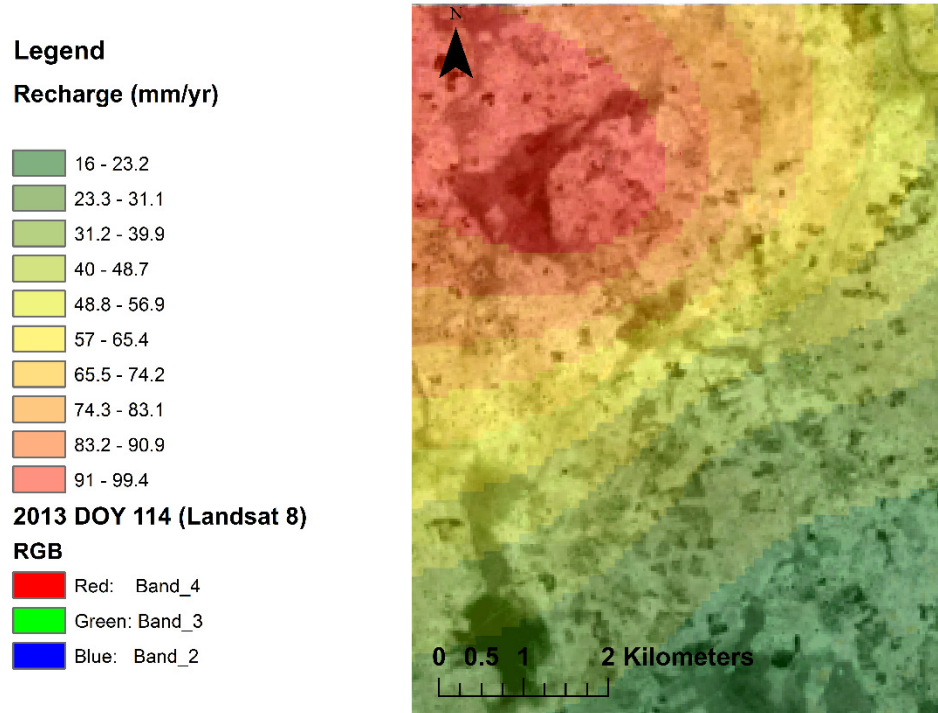 Legend
Recharge (mm/yr)
16 - 23.2
23.3 - 31.1
31.2 - 39.9
40 - 48.7
48.8 - 56.9
57 - 65.4
65.5 - 74.2
74.3 - 83.1
83.2 - 90.9
91 - 99.4
2013 DOY 114 (Landsat 8)
RGB
Red: Band_4
Green: Band_3
Blue: Band_2
N
0 0.5 1 2 Kilometers